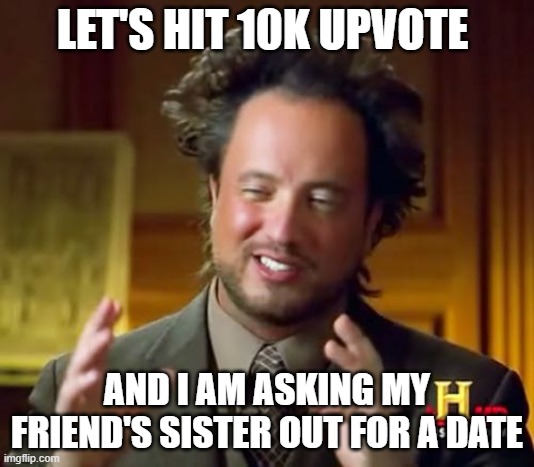 LET'S HIT 10K UPVOTE
AND I AM ASKING MY
FRIEND'S SISTER OUT FOR A DATE
H
imgflip.com